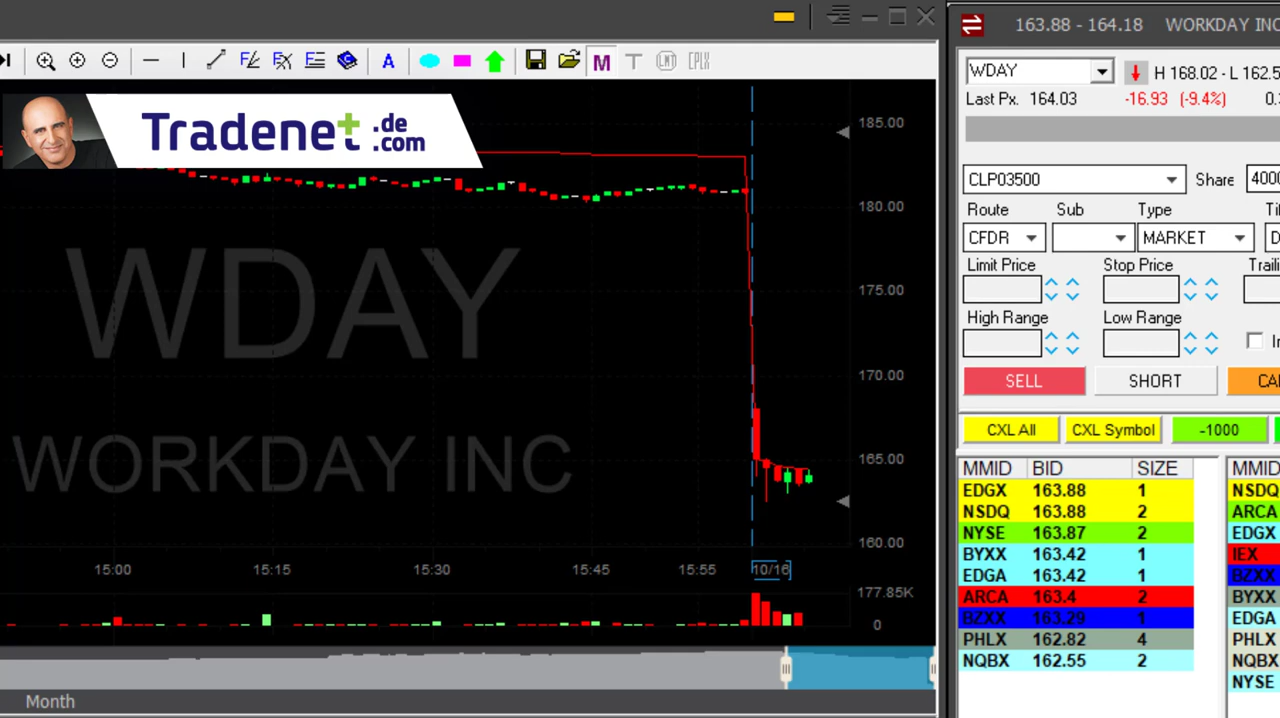 163.88 - 164.18 WORKDAY INC
WDAY
H 168.02 - L 162.5
Last Px. 164.03 -16.93 (-9.4%) 0.
CLP03500 Share 4000
Route Sub Type
CFDR MARKET
Limit Price Stop Price Traili
High Range Low Range
SELL SHORT CA
CXL All CXL Symbol -1000
MMID BID SIZE MMID
EDGX 163.88 1 NSDQ
NSDQ 163.88 2 ARCA
NYSE 163.87 2 EDGX
BYXX 163.42 1 IEX
EDGA 163.42 1 BZXX
ARCA 163.4 2 BYXX
BZXX 163.29 1 EDGA
PHLX 162.82 4 PHLX
NQBX 162.55 2 NQBX
NYSE
A M T
Tradenet .de
.com
WDAY
WORKDAY INC
185.00
180.00
175.00
170.00
165.00
160.00
15:00 15:15 15:30 15:45 15:55 10/16
177.85K
0
Month